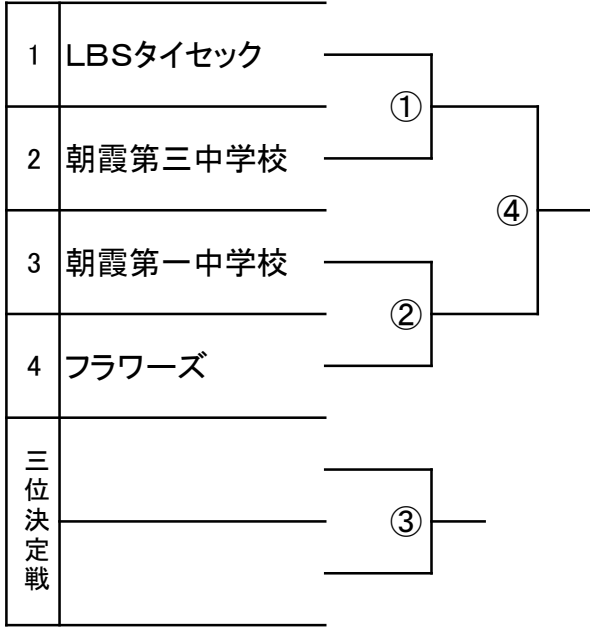 1 LBSタイセック
①
2 朝霞第三中学校
④
3 朝霞第一中学校
②
4 フラワーズ
三位決定戦
③